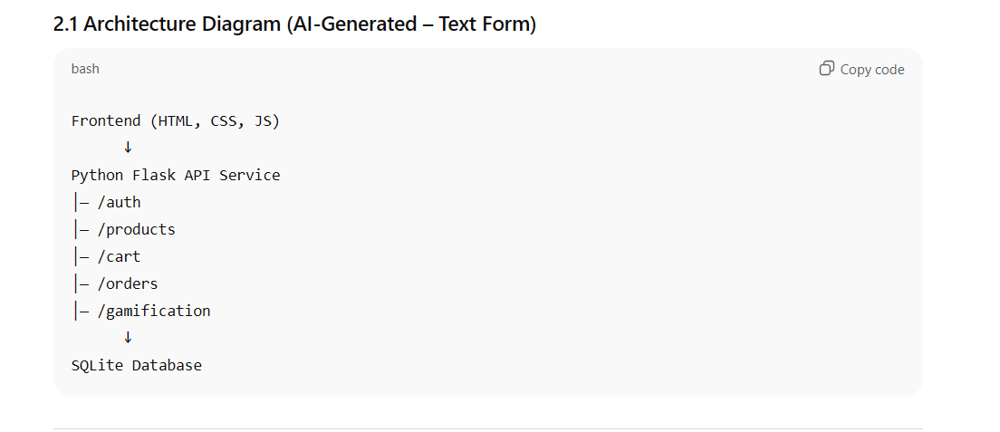 2.1 Architecture Diagram (AI-Generated – Text Form)
bash
Copy code
Frontend (HTML, CSS, JS)
↓
Python Flask API Service
│– /auth
│– /products
│– /cart
│– /orders
│– /gamification
↓
SQLite Database